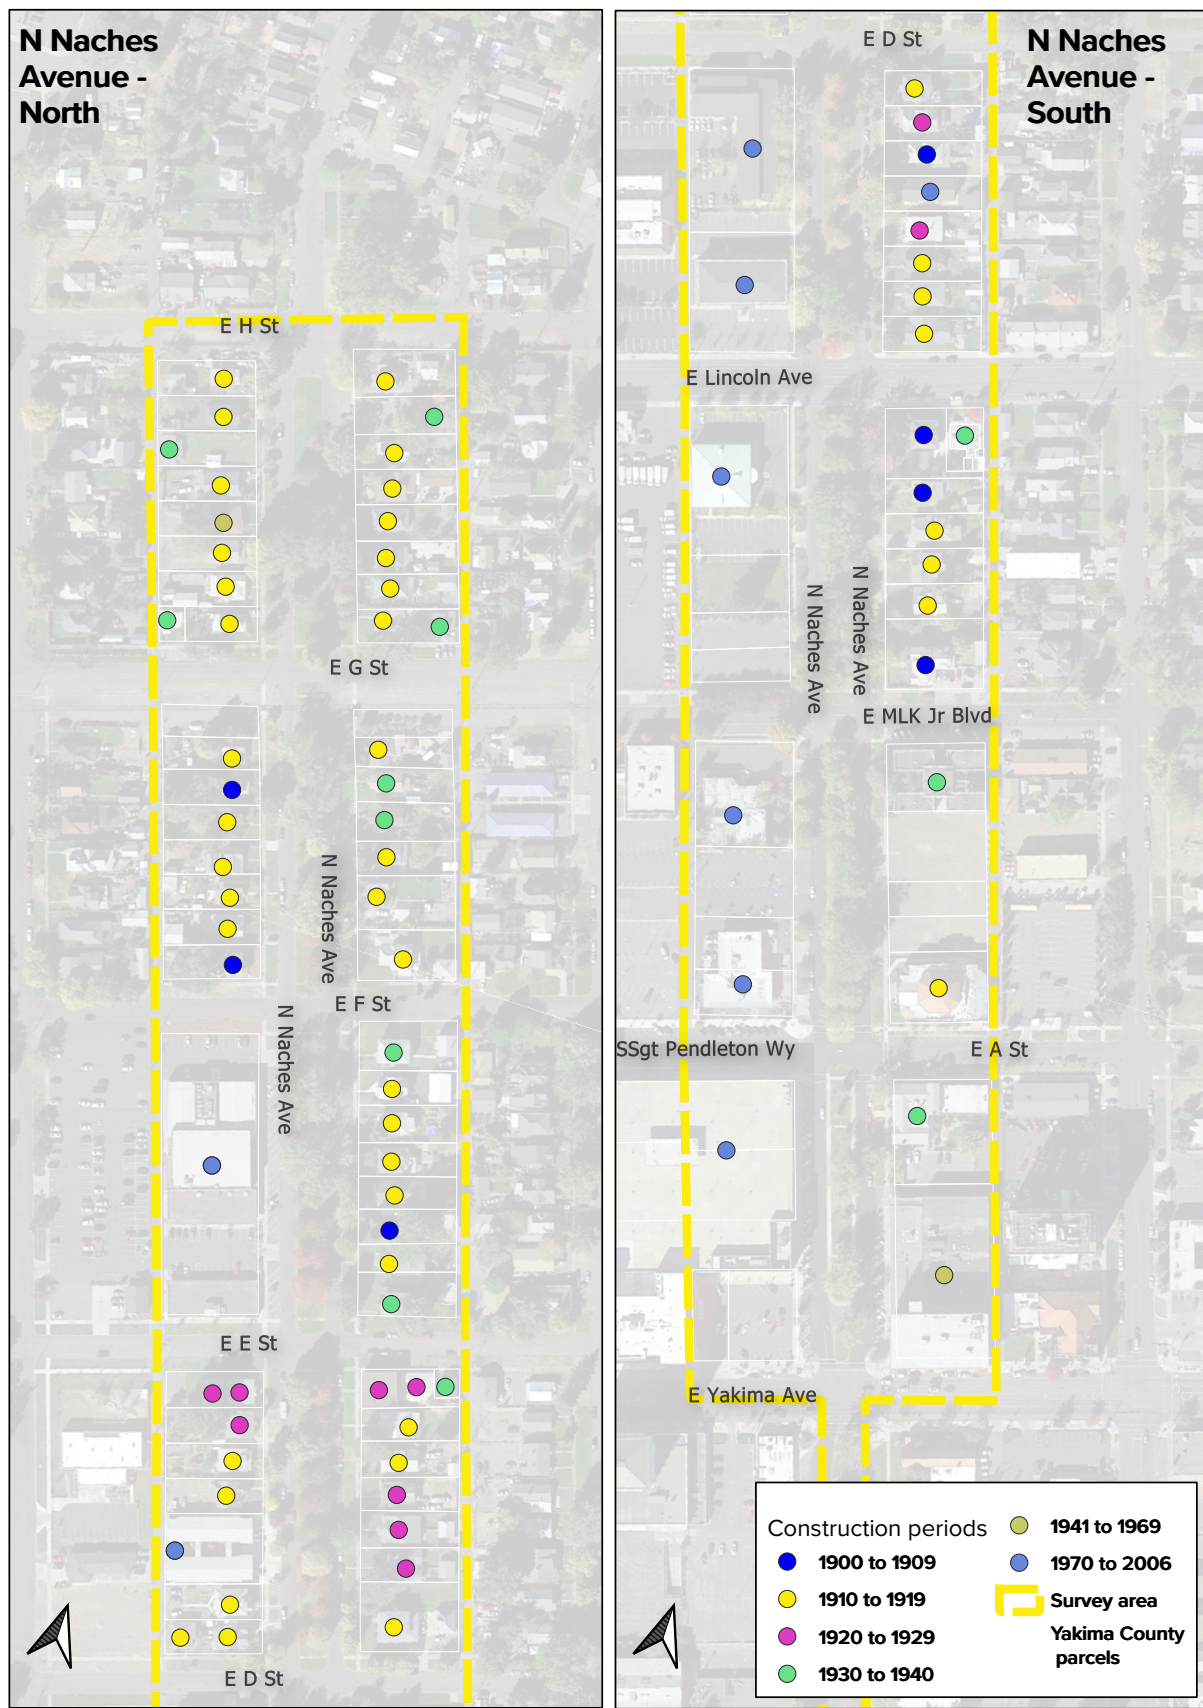 N Naches
Avenue -
North
E H St
E G St
N Naches Ave
E F St
N Naches Ave
E E St
E D St
N Naches
Avenue -
South
E D St
E Lincoln Ave
N Naches Ave
N Naches Ave
E MLK Jr Blvd
SSgt Pendleton Wy
E A St
E Yakima Ave
Construction periods
1900 to 1909
1910 to 1919
1920 to 1929
1930 to 1940
1941 to 1969
1970 to 2006
Survey area
Yakima County
parcels